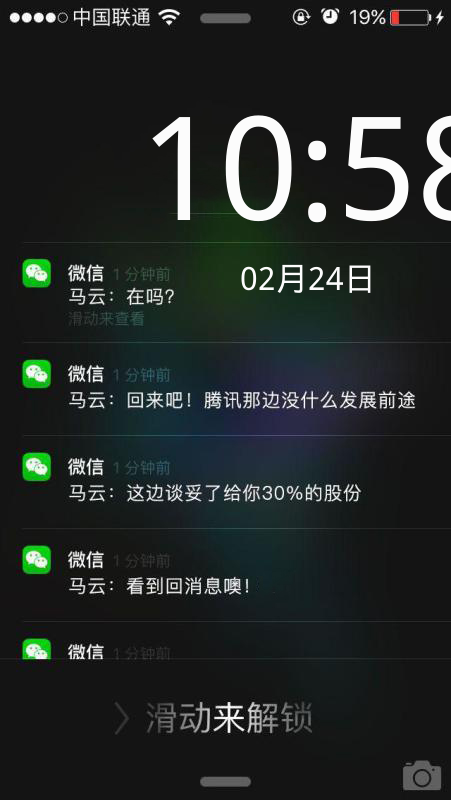 中国联通 19%
10:58
02月24日
微信 1分钟前
马云：在吗？
滑动来查看
微信 1分钟前
马云：回来吧！腾讯那边没什么发展前途
微信 1分钟前
马云：这边谈妥了给你30%的股份
微信 1分钟前
马云：看到回消息噢！
微信 1分钟前
滑动来解锁